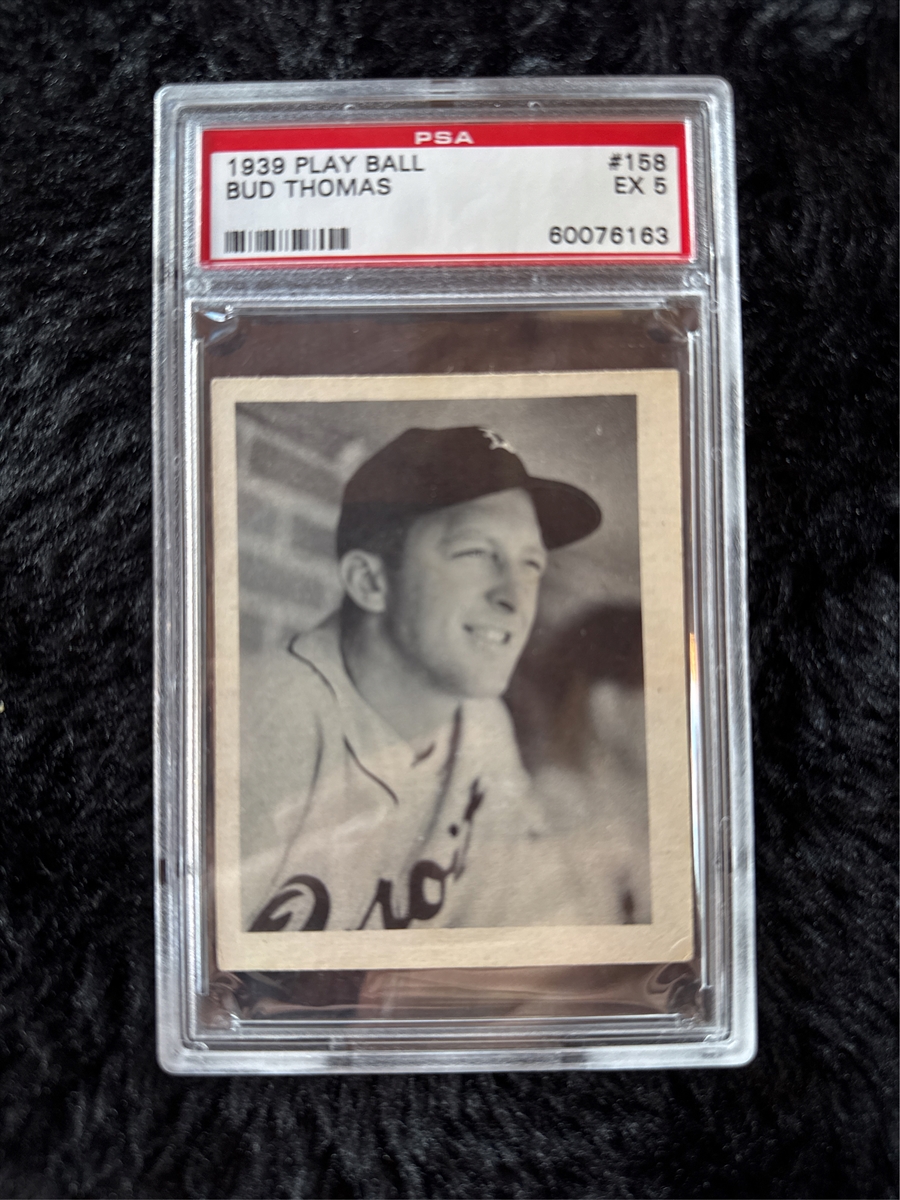 PSA
1939 PLAY BALL #158
BUD THOMAS EX 5
60076163